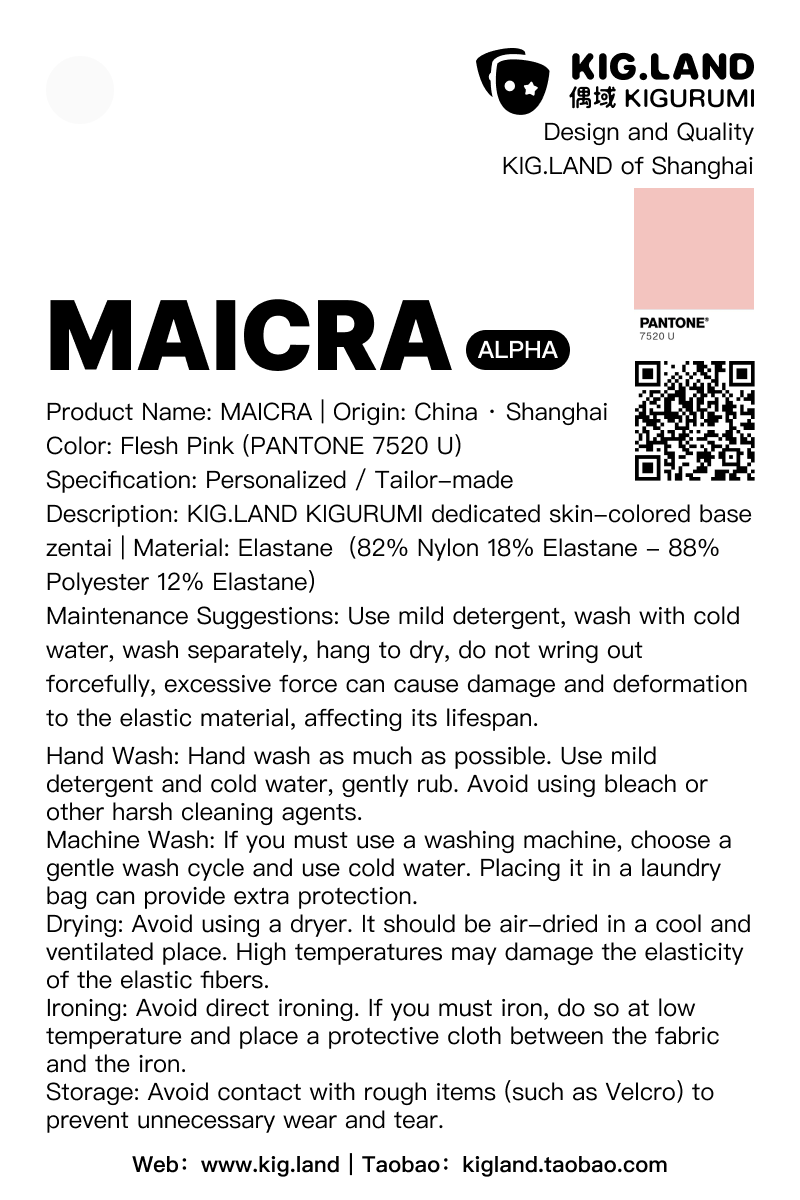 KIG.LAND
偶域 KIGURUMI
Design and Quality
KIG.LAND of Shanghai
PANTONE®
7520 U
MAICRA ALPHA
Product Name: MAICRA | Origin: China · Shanghai
Color: Flesh Pink (PANTONE 7520 U)
Specification: Personalized / Tailor-made
Description: KIG.LAND KIGURUMI dedicated skin-colored base
zentai | Material: Elastane (82% Nylon 18% Elastane - 88%
Polyester 12% Elastane)
Maintenance Suggestions: Use mild detergent, wash with cold
water, wash separately, hang to dry, do not wring out
forcefully, excessive force can cause damage and deformation
to the elastic material, affecting its lifespan.
Hand Wash: Hand wash as much as possible. Use mild
detergent and cold water, gently rub. Avoid using bleach or
other harsh cleaning agents.
Machine Wash: If you must use a washing machine, choose a
gentle wash cycle and use cold water. Placing it in a laundry
bag can provide extra protection.
Drying: Avoid using a dryer. It should be air-dried in a cool and
ventilated place. High temperatures may damage the elasticity
of the elastic fibers.
Ironing: Avoid direct ironing. If you must iron, do so at low
temperature and place a protective cloth between the fabric
and the iron.
Storage: Avoid contact with rough items (such as Velcro) to
prevent unnecessary wear and tear.
Web：www.kig.land | Taobao：kigland.taobao.com